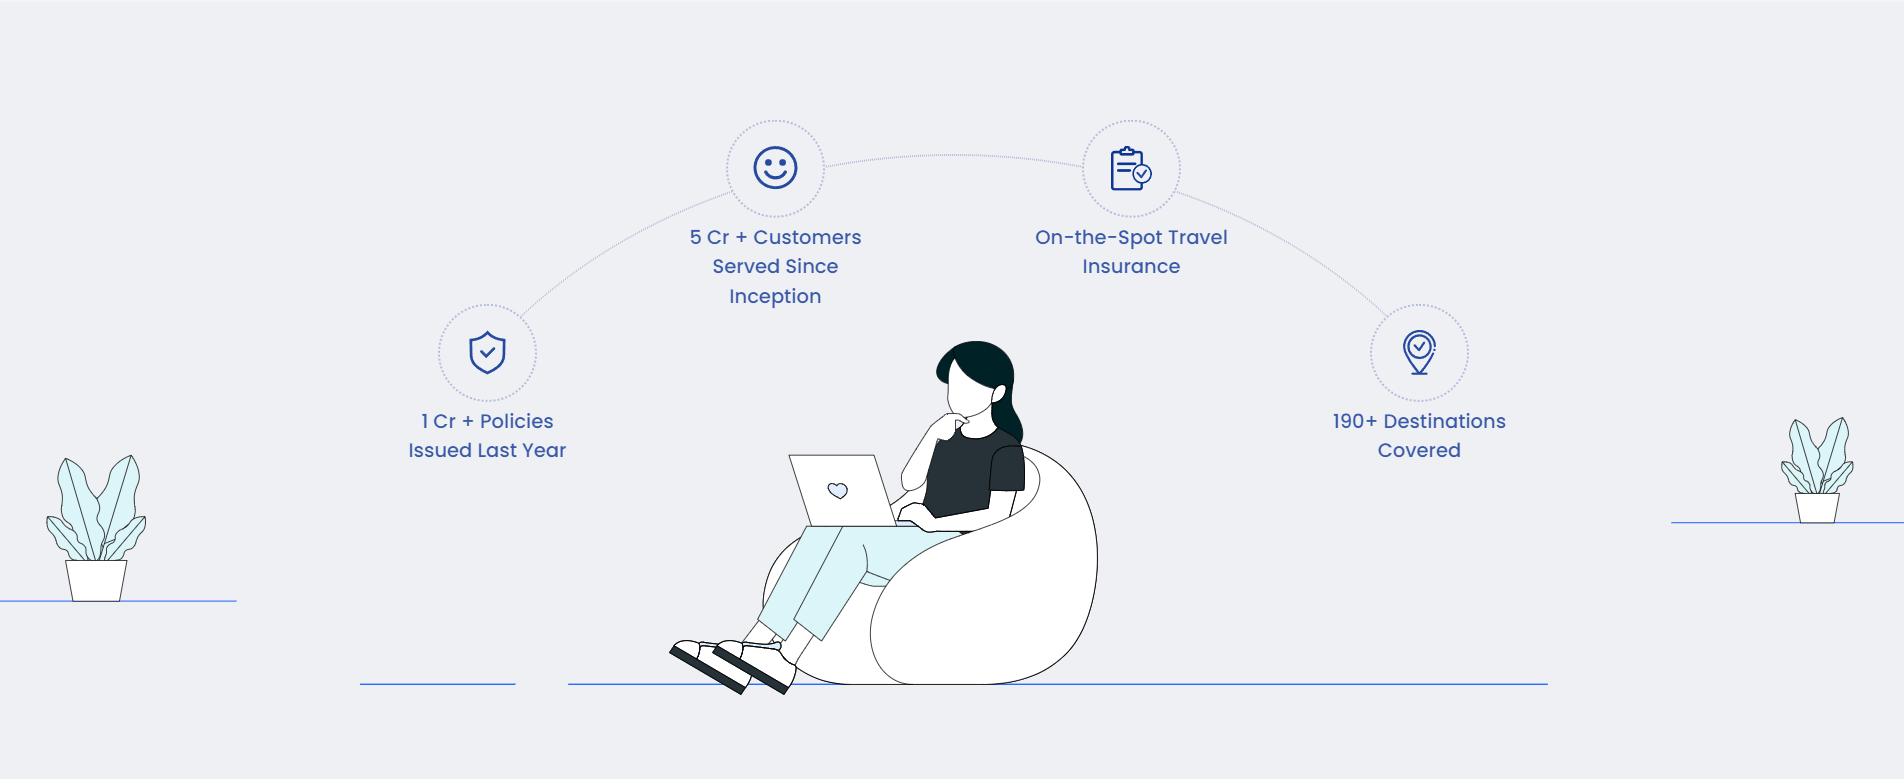 5 Cr + Customers
Served Since
Inception
On-the-Spot Travel
Insurance
1 Cr + Policies
Issued Last Year
190+ Destinations
Covered